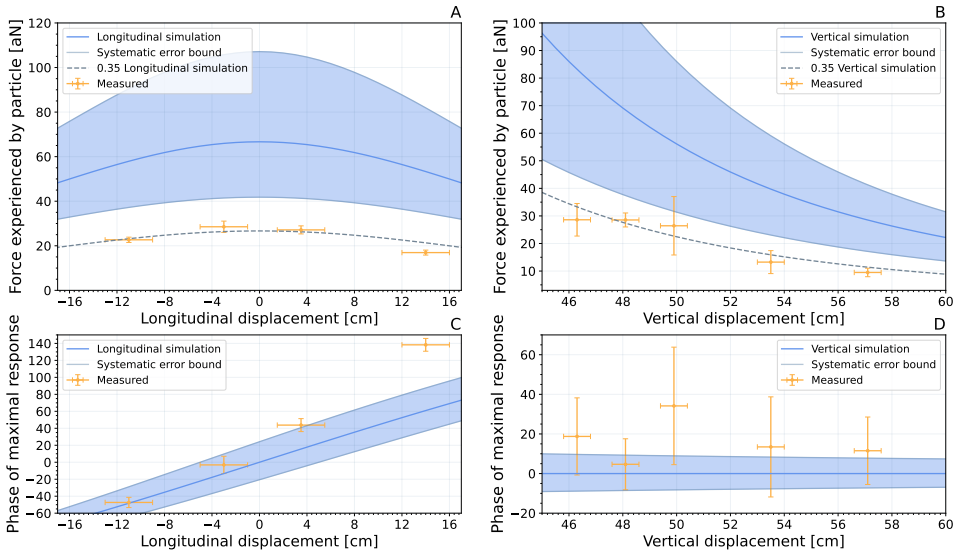 A
Force experienced by particle [aN]
120
100
80
60
40
20
0
Longitudinal simulation
Systematic error bound
0.35 Longitudinal simulation
Measured
−16
−12
−8
−4
0
4
8
12
16
Longitudinal displacement [cm]
B
Force experienced by particle [aN]
100
90
80
70
60
50
40
30
20
10
Vertical simulation
Systematic error bound
0.35 Vertical simulation
Measured
46
48
50
52
54
56
58
60
Vertical displacement [cm]
C
Phase of maximal response
140
120
100
80
60
40
20
0
−20
−40
−60
Longitudinal simulation
Systematic error bound
Measured
−16
−12
−8
−4
0
4
8
12
16
Longitudinal displacement [cm]
D
Phase of maximal response
60
40
20
0
−20
Vertical simulation
Systematic error bound
Measured
46
48
50
52
54
56
58
60
Vertical displacement [cm]